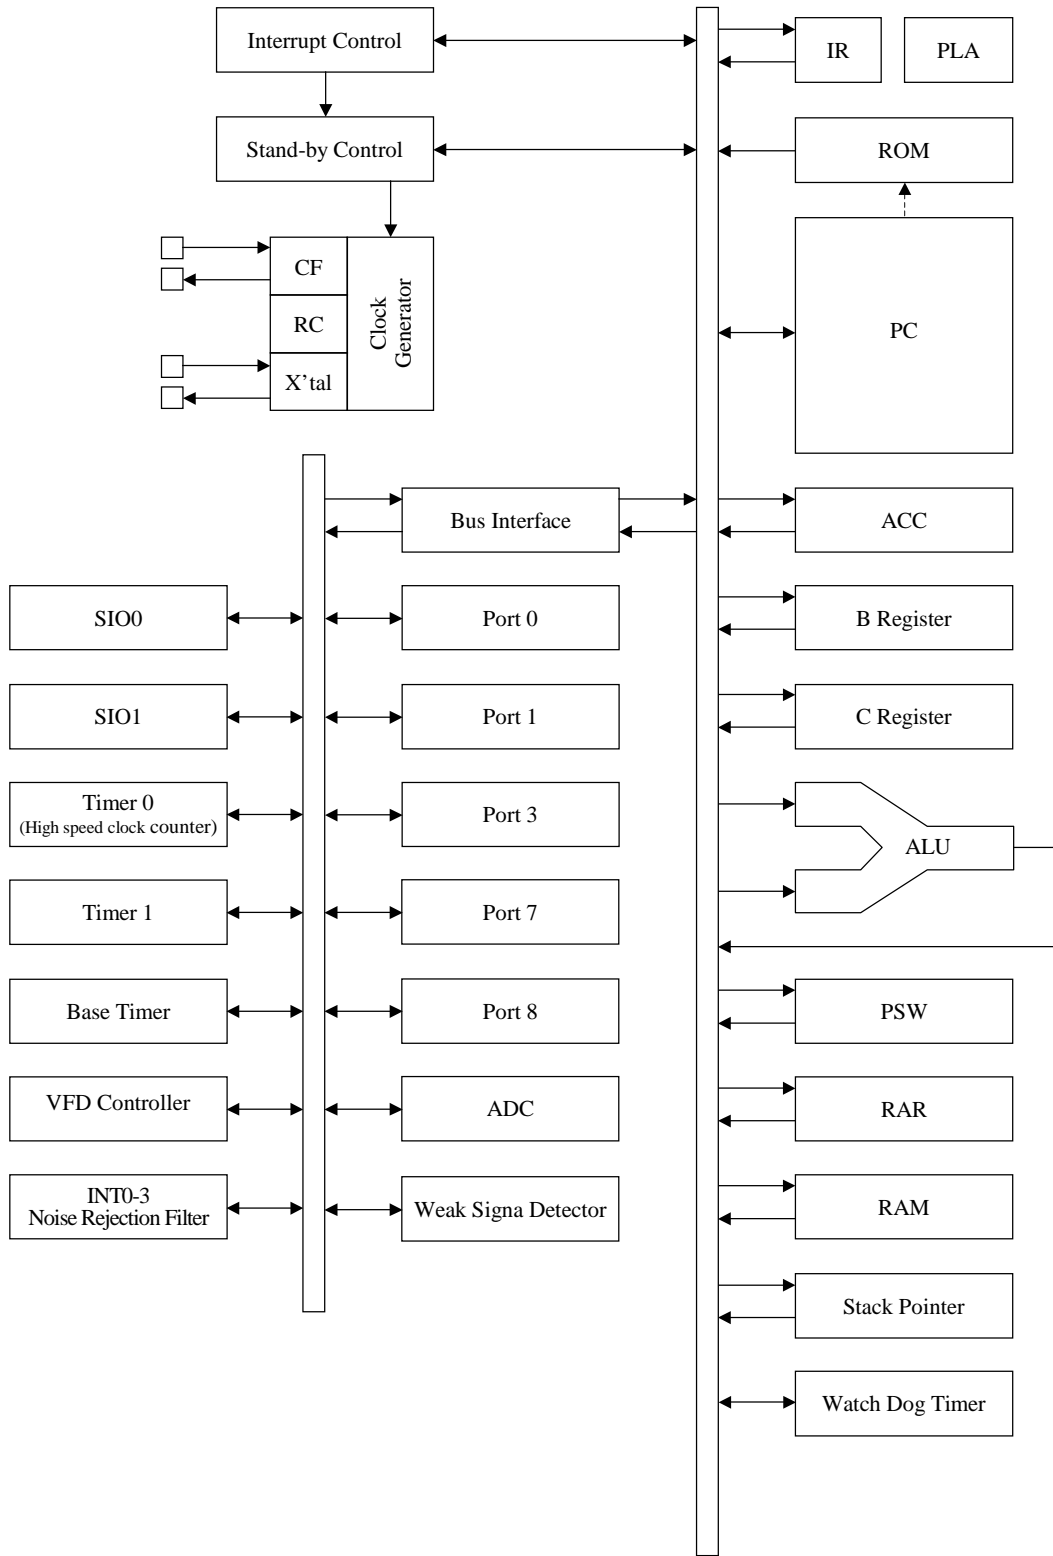 Interrupt Control
IR
PLA
Stand-by Control
ROM
CF
RC
X’tal
Clock
Generator
PC
Bus Interface
ACC
SIO0
Port 0
B Register
SIO1
Port 1
C Register
Timer 0
(High speed clock counter)
Port 3
ALU
Timer 1
Port 7
Base Timer
Port 8
PSW
VFD Controller
ADC
RAR
INT0-3
Noise Rejection Filter
Weak Signa Detector
RAM
Stack Pointer
Watch Dog Timer